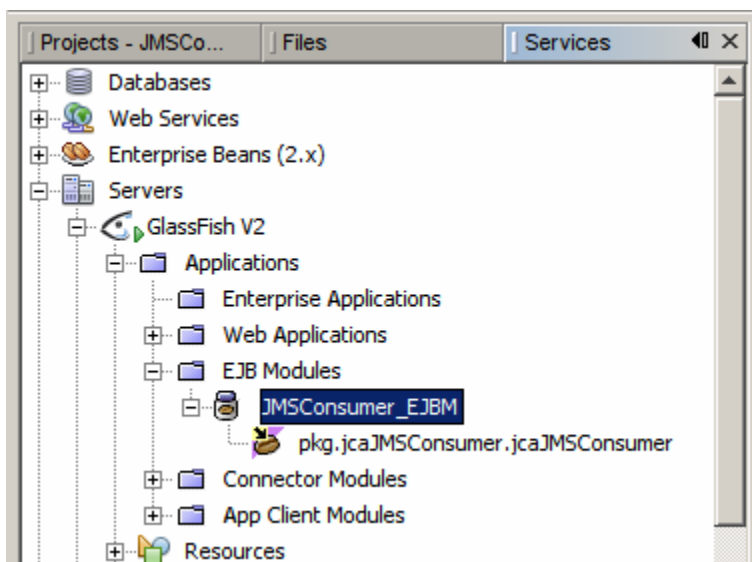 Projects - JMSCo... Files Services
Databases
Web Services
Enterprise Beans (2.x)
Servers
GlassFish V2
Applications
Enterprise Applications
Web Applications
EJB Modules
JMSConsumer_EJBM
pkg.jcaJMSConsumer.jcaJMSConsumer
Connector Modules
App Client Modules
Resources